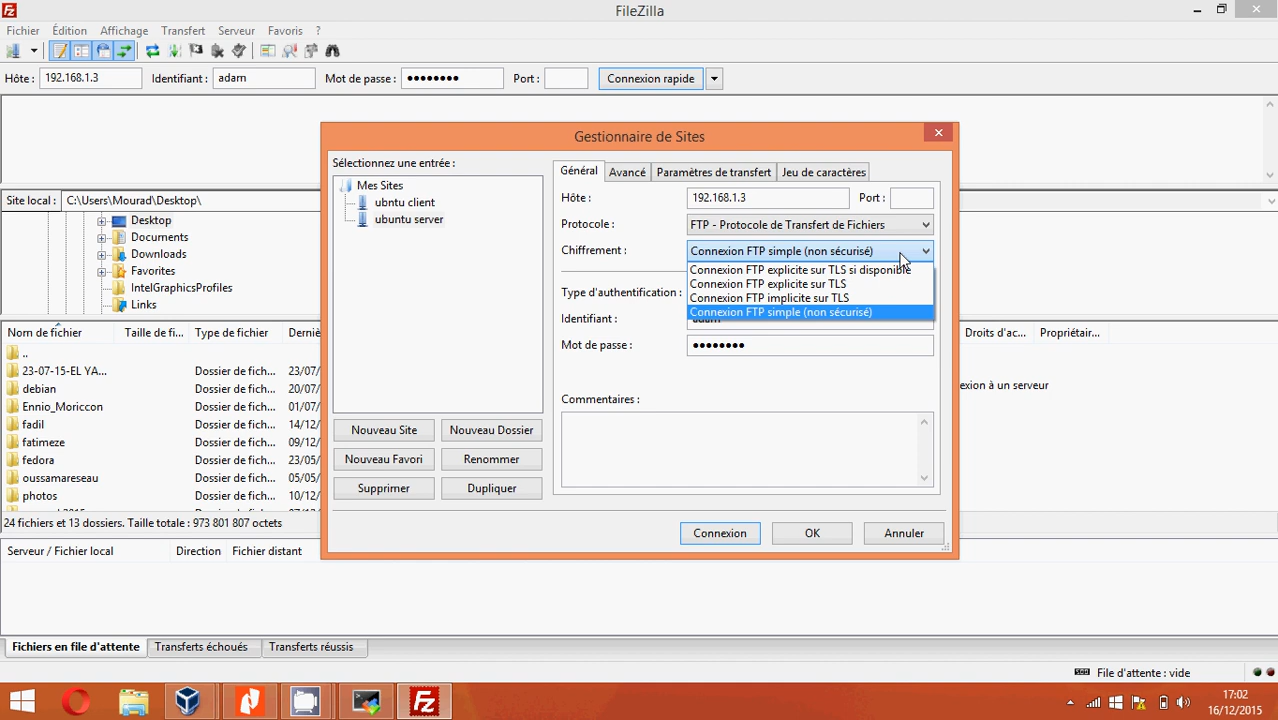 FileZilla
Fichier Édition Affichage Transfert Serveur Favoris ?
Hôte : 192.168.1.3 Identifiant : adam Mot de passe : ●●●●●●●● Port : Connexion rapide
Gestionnaire de Sites
Sélectionnez une entrée :
Mes Sites
ubntu client
ubuntu server
Nouveau Site Nouveau Dossier
Nouveau Favori Renommer
Supprimer Dupliquer
Général Avancé Paramètres de transfert Jeu de caractères
Hôte : 192.168.1.3 Port :
Protocole : FTP - Protocole de Transfert de Fichiers
Chiffrement : Connexion FTP simple (non sécurisé)
Connexion FTP explicite sur TLS si disponible
Connexion FTP explicite sur TLS
Connexion FTP implicite sur TLS
Connexion FTP simple (non sécurisé)
Type d'authentification :
Identifiant : adam
Mot de passe : ●●●●●●●●
Commentaires :
Connexion OK Annuler
Site local : C:\Users\Mourad\Desktop\
Desktop
Documents
Downloads
Favorites
IntelGraphicsProfiles
Links
Nom de fichier Taille de fi... Type de fichier Derniè
..
23-07-15-EL YA... Dossier de fich... 23/07/
debian Dossier de fich... 20/07/
Ennio_Moriccon Dossier de fich... 01/07/
fadil Dossier de fich... 14/12/
fatimeze Dossier de fich... 09/12/
fedora Dossier de fich... 23/05/
oussamareseau Dossier de fich... 05/05/
photos Dossier de fich... 10/12/
24 fichiers et 13 dossiers. Taille totale : 973 801 807 octets
Droits d'ac... Propriétair...
exion à un serveur
Serveur / Fichier local Direction Fichier distant
Fichiers en file d'attente Transferts échoués Transferts réussis
File d'attente : vide
17:02
16/12/2015